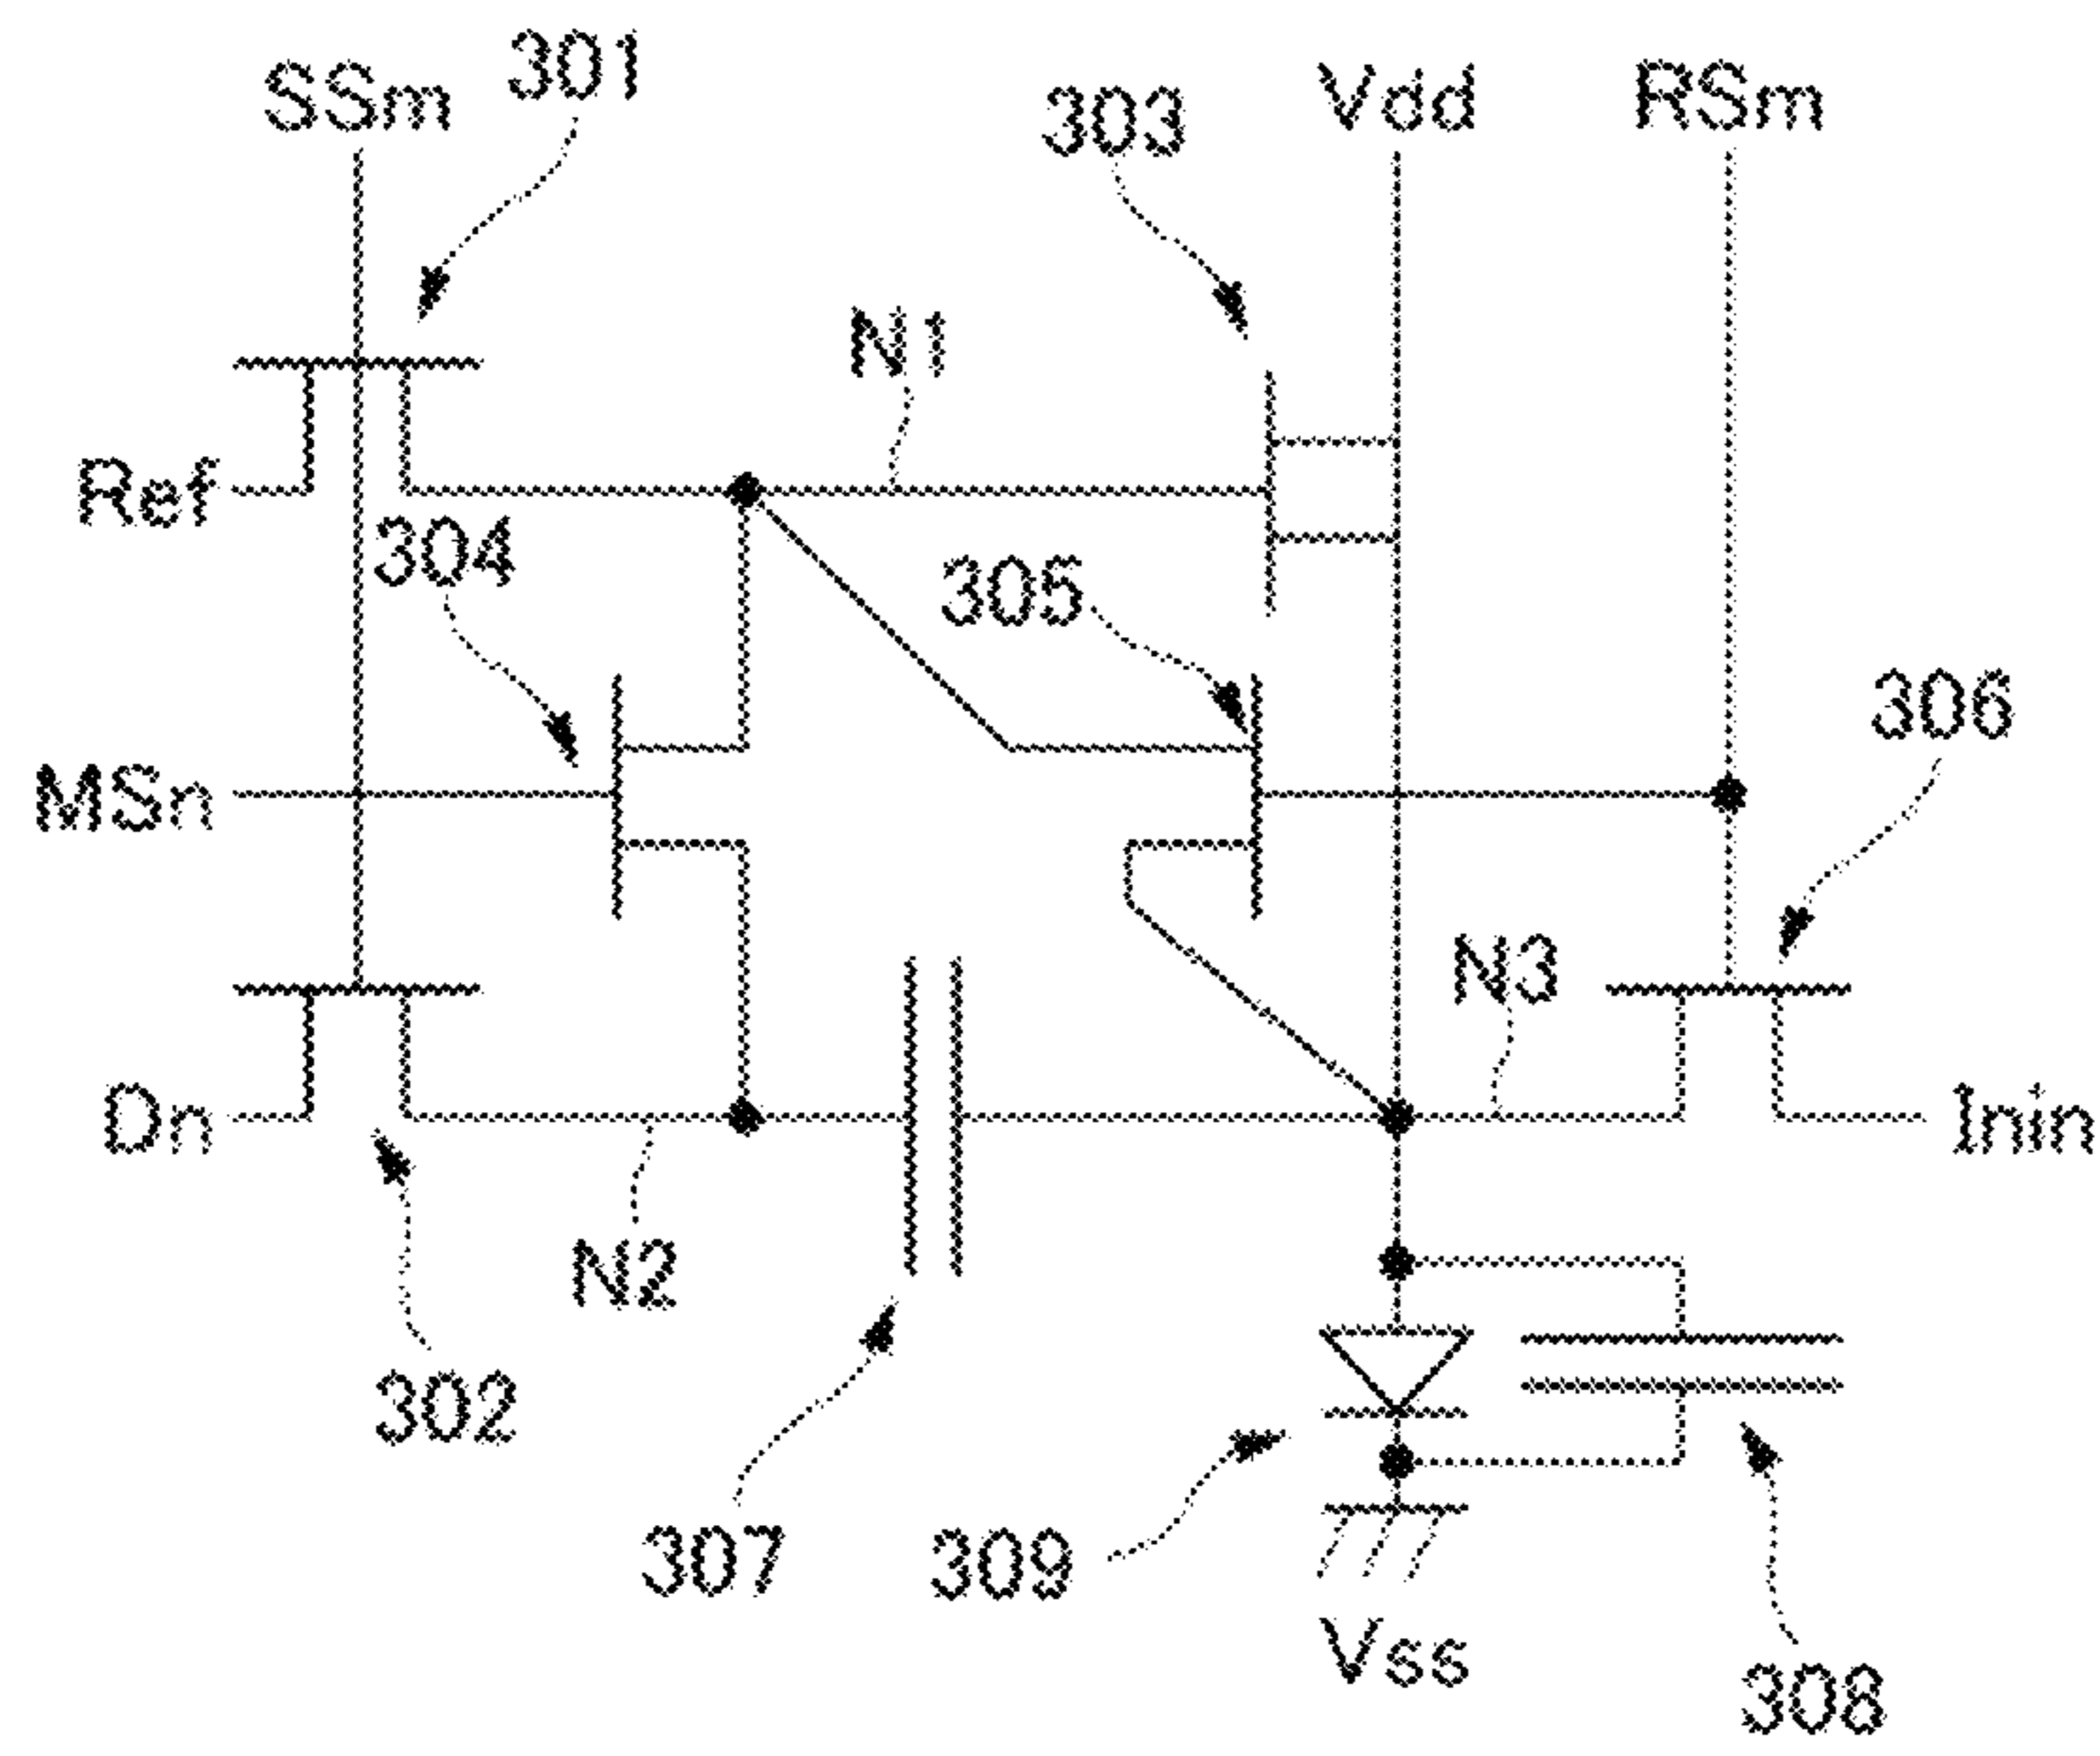 SSm
301
303
Vdd
RSm
N1
Ref
304
305
306
MSn
N3
Dn
Inin
N2
302
307
309
Vss
308